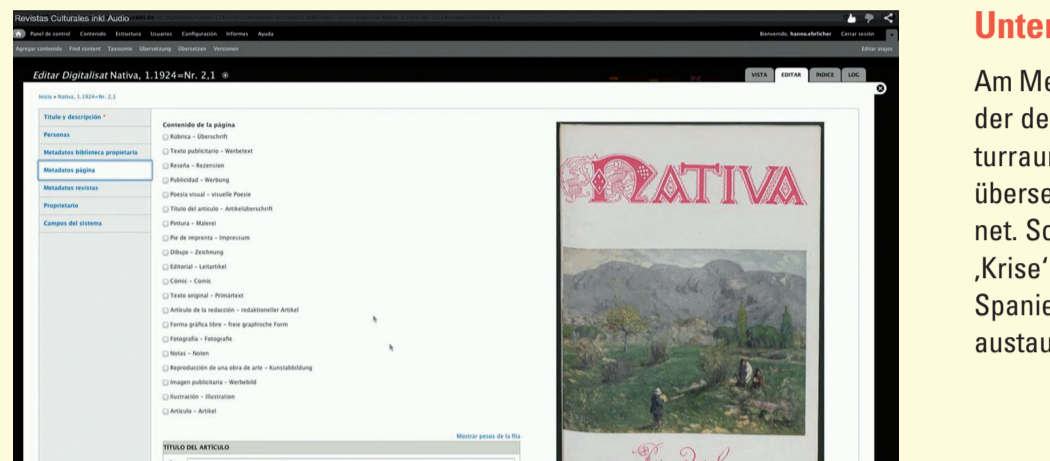 Revistas Culturales inkl Audio
Panel de control Contenido Estructura Usuarios Configuración Informes Ayuda
Bienvenido, hanno.ehrlicher Cerrar sesión
Agregar contenido Find content Taxonomie Übersetzung Übersetzen Versiones
Editar atajos
Editar Digitalisat Nativa, 1.1924=Nr. 2,1
VISTA EDITAR ÍNDICE LOG
Inicio » Nativa, 1.1924=Nr. 2,1
Título y descripción *
Personas
Metadatos biblioteca propietaria
Metadatos página
Metadatos revistas
Proprietario
Campos del sistema
Contenido de la página
Rúbrica – Überschrift
Texto publicitario – Werbetext
Reseña – Rezension
Publicidad – Werbung
Poesía visual – visuelle Poesie
Título del artículo – Artikelüberschrift
Pintura – Malerei
Pie de imprenta – Impressum
Dibujo – Zeichnung
Editorial – Leitartikel
Cómic – Comic
Texto original – Primartext
Artículo de la redacción – redaktioneller Artikel
Forma gráfica libre – freie graphische Form
Fotografía – Fotografie
Notas – Noten
Reproducción de una obra de arte – Kunstabbildung
Imagen publicitaria – Werbebild
Ilustración – Illustration
Artículo – Artikel
Mostrar pesos de la fila
TÍTULO DEL ARTÍCULO
NATIVA
Unter
Am Me
der de
turraur
überse
net. Sc
‚Krise'
Spanie
austau